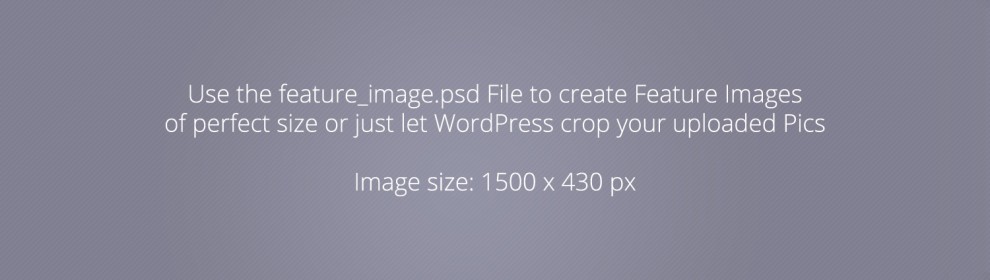 Use the feature_image.psd File to create Feature Images
of perfect size or just let WordPress crop your uploaded Pics
Image size: 1500 x 430 px